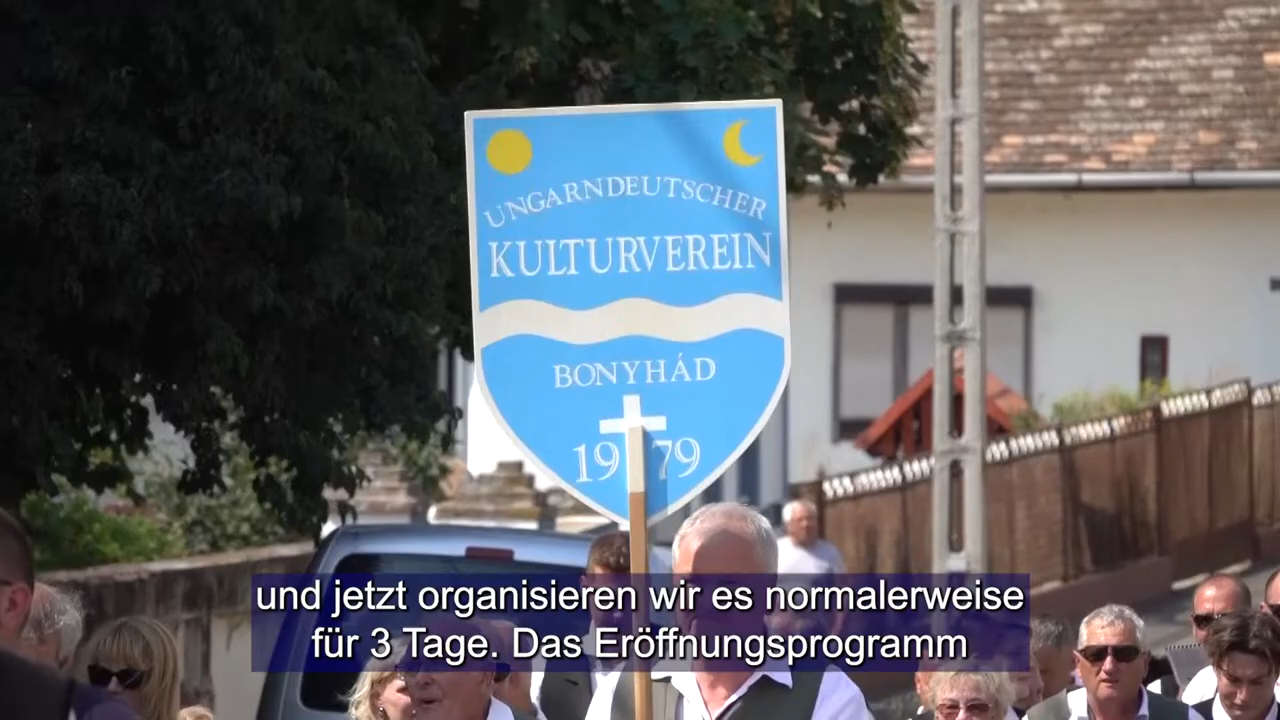 UNGARNDEUTSCHER
KULTURVEREIN
BONYHÁD
1979
und jetzt organisieren wir es normalerweise
für 3 Tage. Das Eröffnungsprogramm